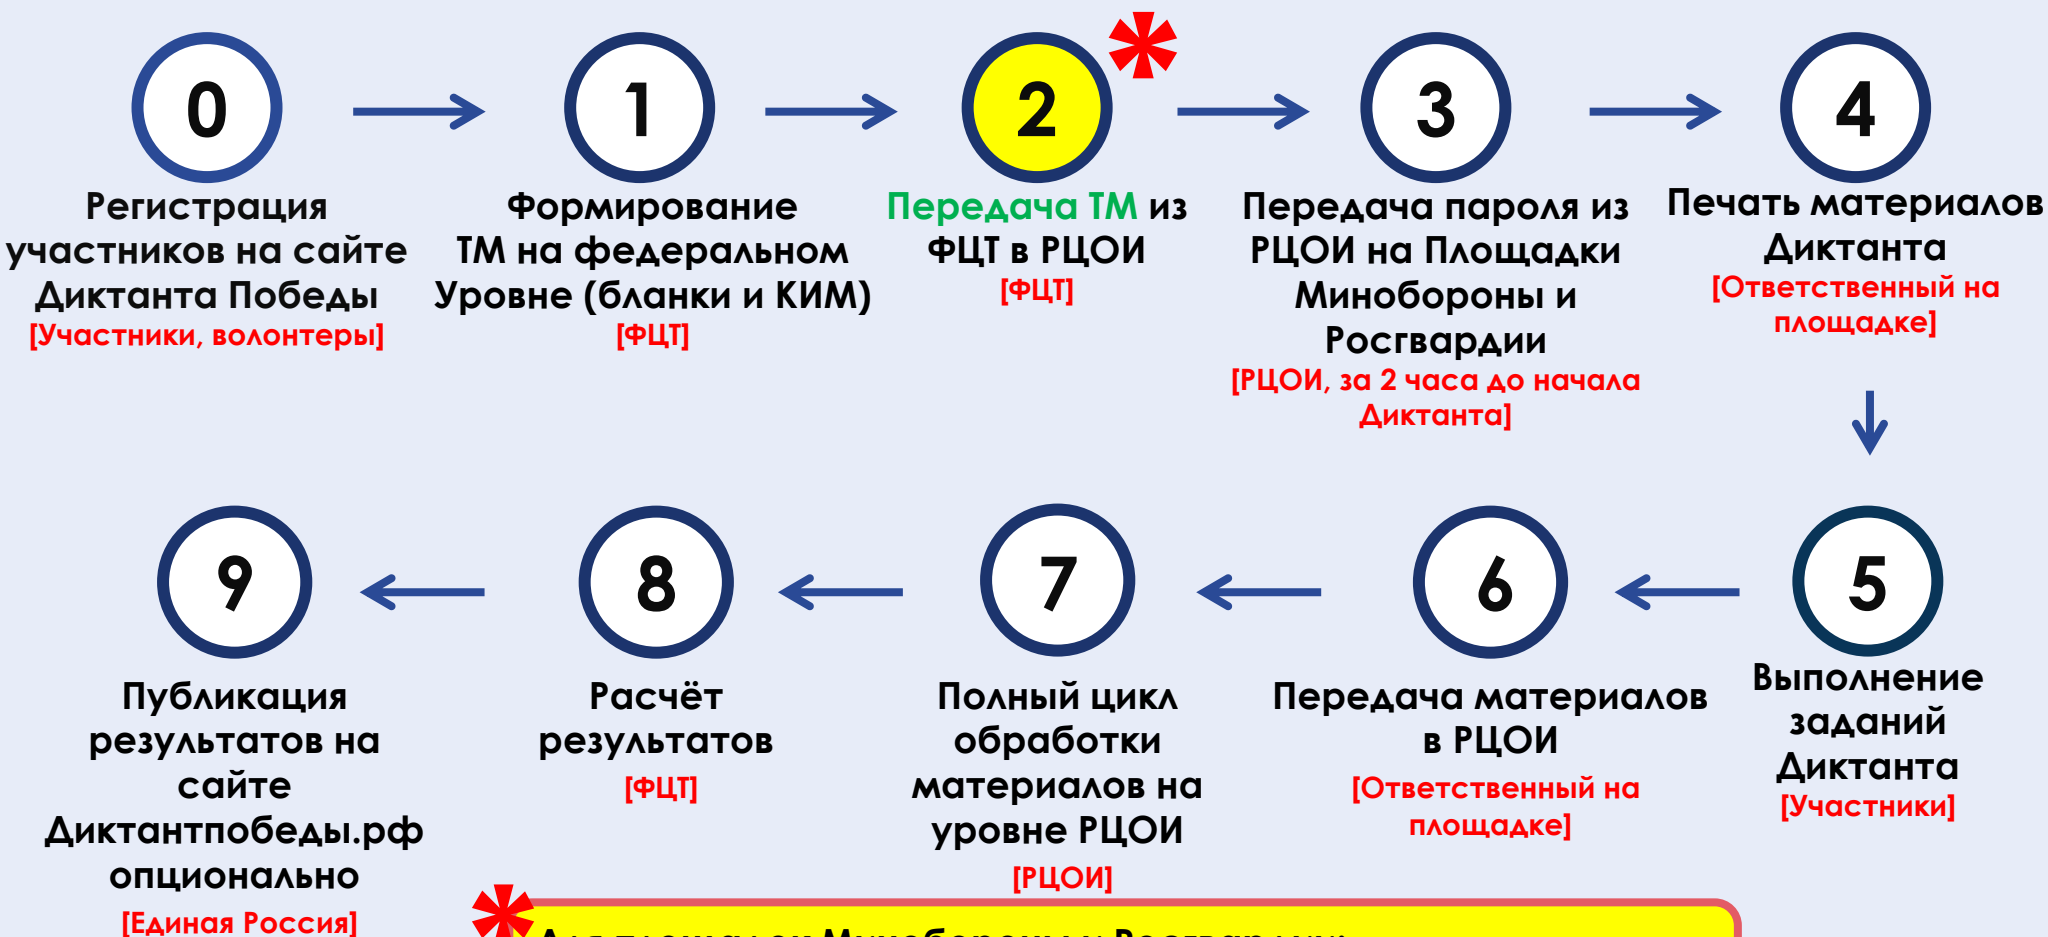 0
Регистрация
участников на сайте
Диктанта Победы
[Участники, волонтеры]
1
Формирование
ТМ на федеральном
Уровне (бланки и КИМ)
[ФЦТ]
*
2
Передача ТМ из
ФЦТ в РЦОИ
[ФЦТ]
3
Передача пароля из
РЦОИ на Площадки
Минобороны и
Росгвардии
[РЦОИ, за 2 часа до начала
Диктанта]
4
Печать материалов
Диктанта
[Ответственный на
площадке]
5
Выполнение
заданий
Диктанта
[Участники]
6
Передача материалов
в РЦОИ
[Ответственный на
площадке]
7
Полный цикл
обработки
материалов на
уровне РЦОИ
[РЦОИ]
8
Расчёт
результатов
[ФЦТ]
9
Публикация
результатов на
сайте
Диктантпобеды.рф
опционально
[Единая Россия]
*
Для площадок Минобороны и Росгвардии: